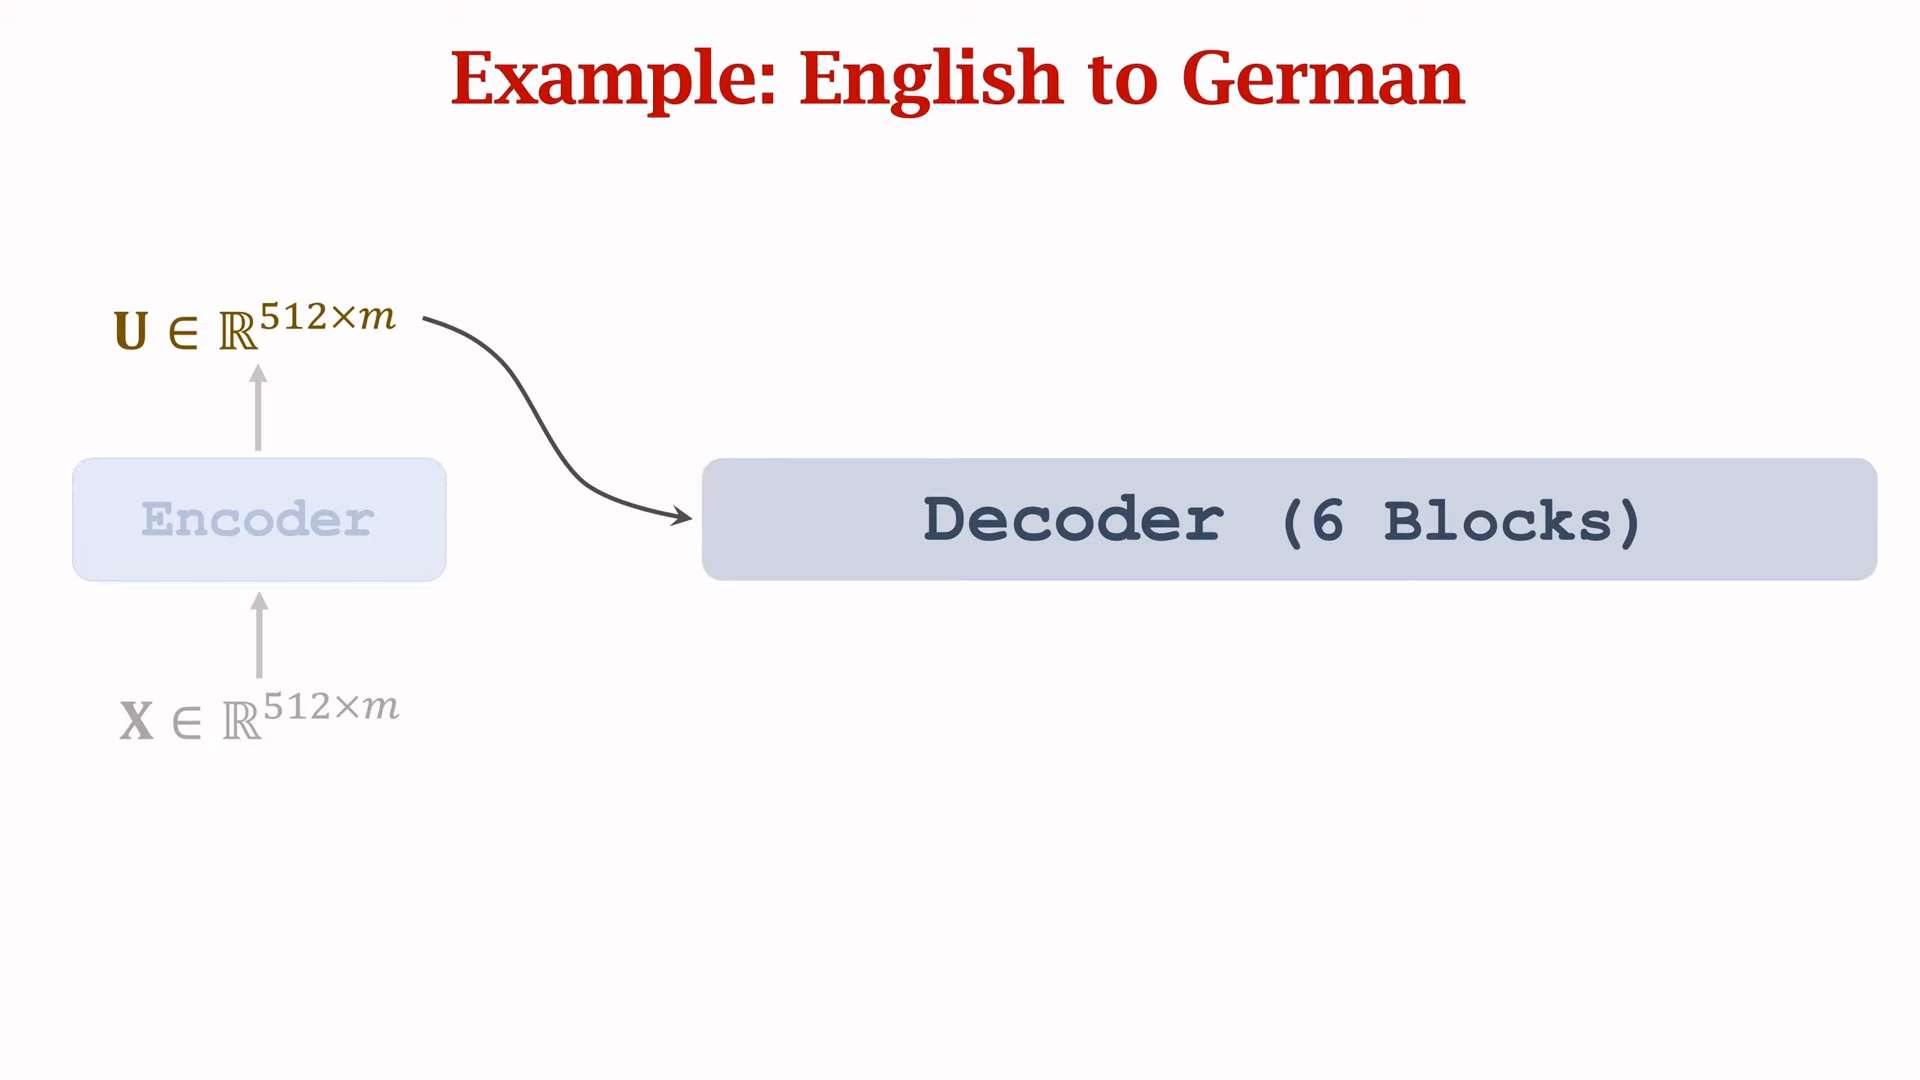 Example: English to German
U ∈ ℝ^{512×m}
Encoder
Decoder (6 Blocks)
X ∈ ℝ^{512×m}